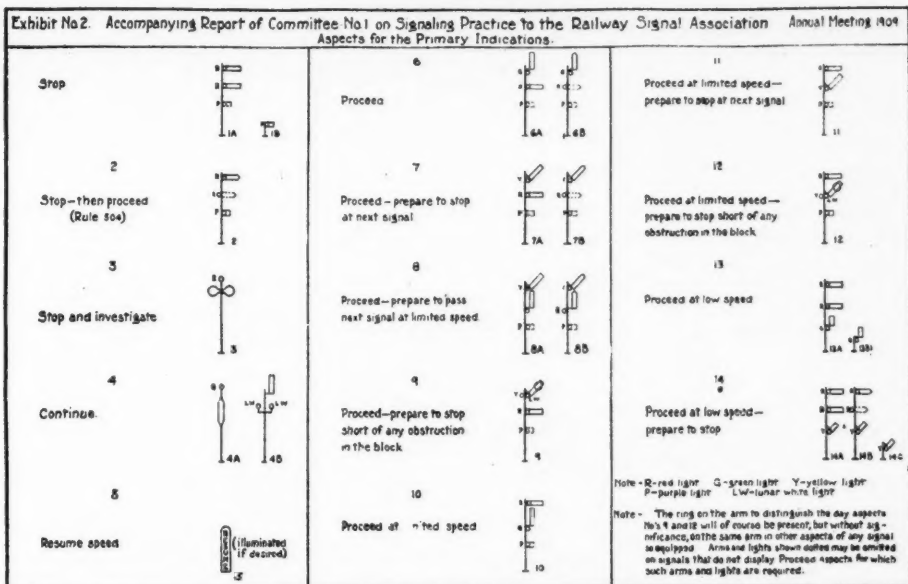 Exhibit No2. Accompanying Report of Committee No.1 on Signaling Practice to the Railway Signal Association Annual Meeting 1909
Aspects for the Primary Indications.
Stop
1A
1B
2
Stop-then proceed
(Rule 504)
2
3
Stop and investigate
3
4
Continue.
LW
LW
4A
4B
Resume speed
(illuminated
if desired)
6
Proceed
6A
6B
7
Proceed - prepare to stop
at next signal
7A
7B
8
Proceed-prepare to pass
next signal at limited speed.
8A
8B
9
Proceed-prepare to stop
short of any obstruction
in the block
LW
9
10
Proceed at speed
10
11
Proceed at limited speed-
prepare to stop at next signal
11
12
Proceed at limited speed-
prepare to stop short of any
obstruction in the block
LW
12
13
Proceed at low speed
13A
14
Proceed at low speed-
prepare to stop
14A
14B
14C
Note - R-red light G-green light Y-yellow light
P-purple light LW-lunar white light
Note - The ring on the arm to distinguish the day aspects
No's 9 and 12 will of course be present, but without sig-
nificance, on the same arm in other aspects of any signal
so equipped Arms and lights shown dotted may be omitted
on signals that do not display Proceed aspects for which
such arms and lights are required.